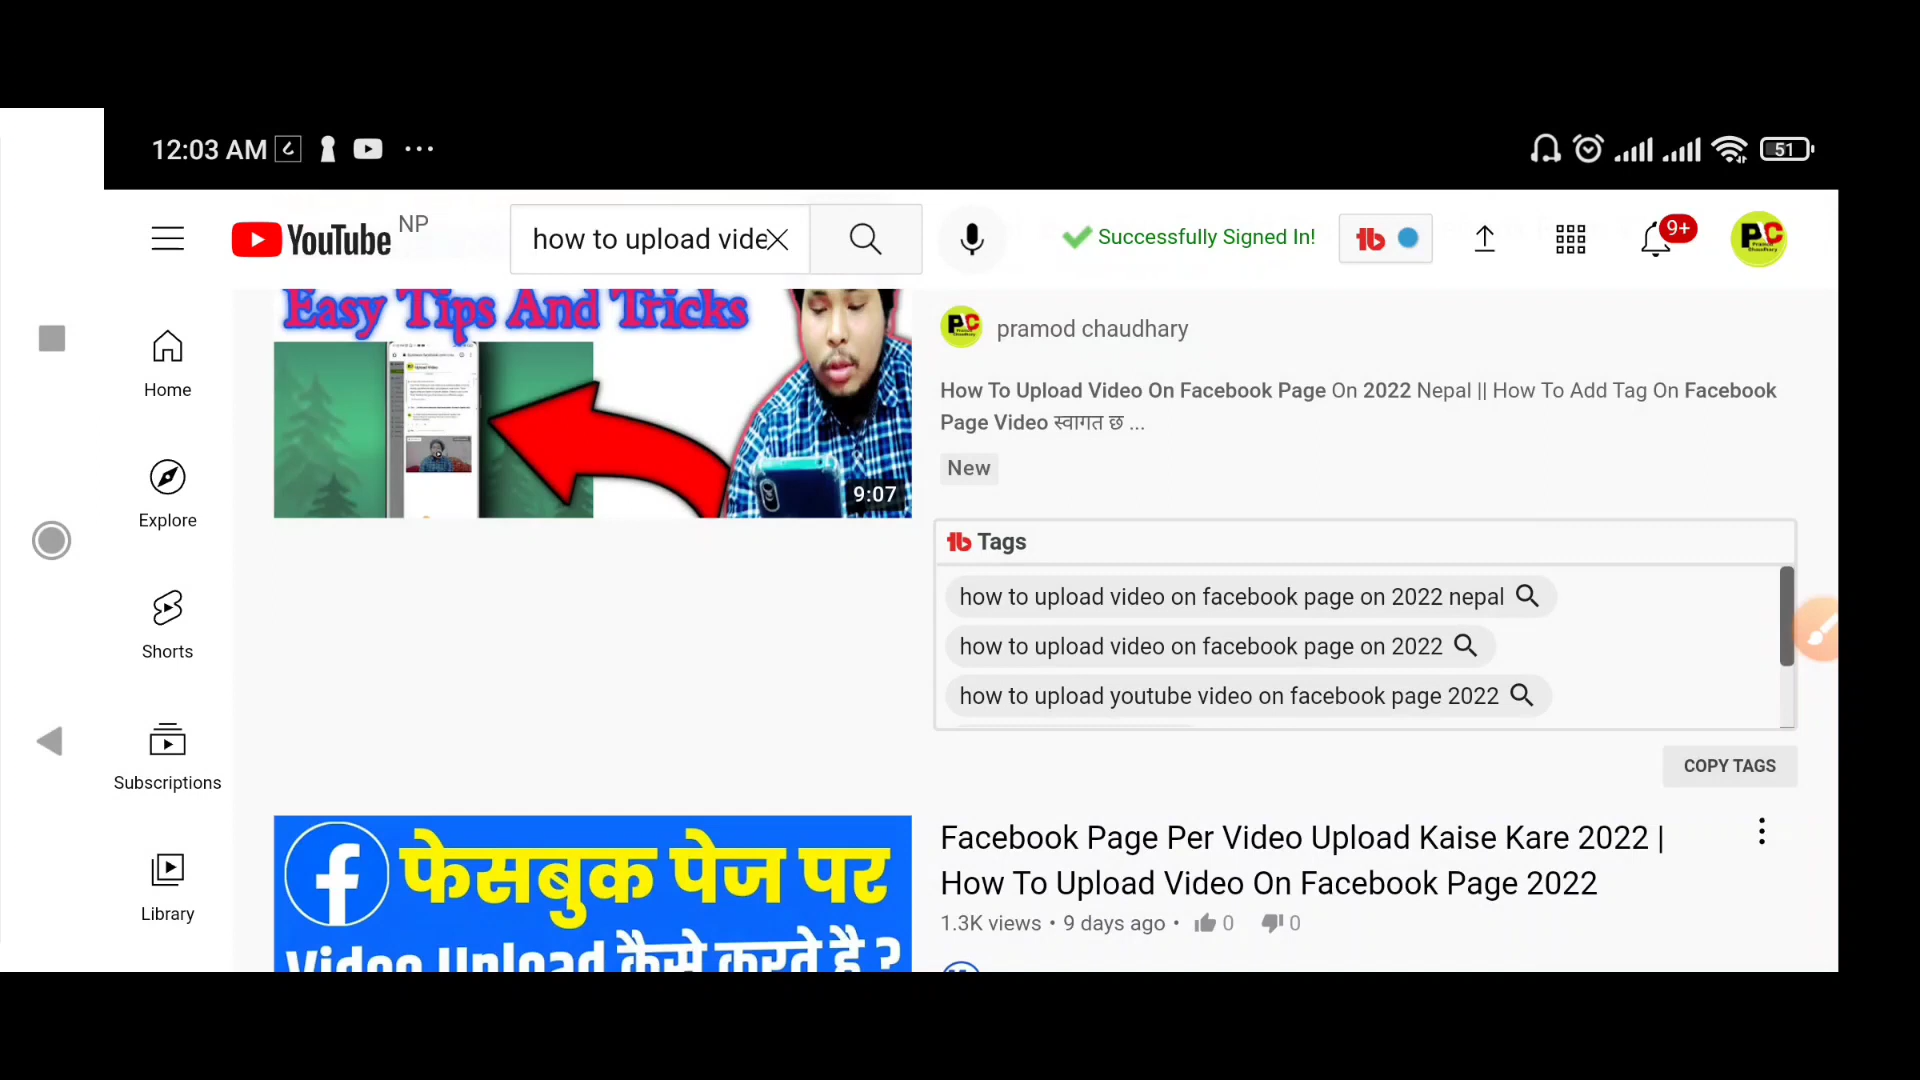 12:03 AM
51
YouTube NP
how to upload vide
Successfully Signed In!
9+
PC
Home
Explore
Shorts
Subscriptions
Library
Easy Tips And Tricks
9:07
pramod chaudhary
How To Upload Video On Facebook Page On 2022 Nepal || How To Add Tag On Facebook
Page Video स्वागत छ ...
New
Tags
how to upload video on facebook page on 2022 nepal
how to upload video on facebook page on 2022
how to upload youtube video on facebook page 2022
COPY TAGS
फेसबुक पेज पर
Video Upload कैसे करते है ?
Facebook Page Per Video Upload Kaise Kare 2022 |
How To Upload Video On Facebook Page 2022
1.3K views • 9 days ago • 0 0